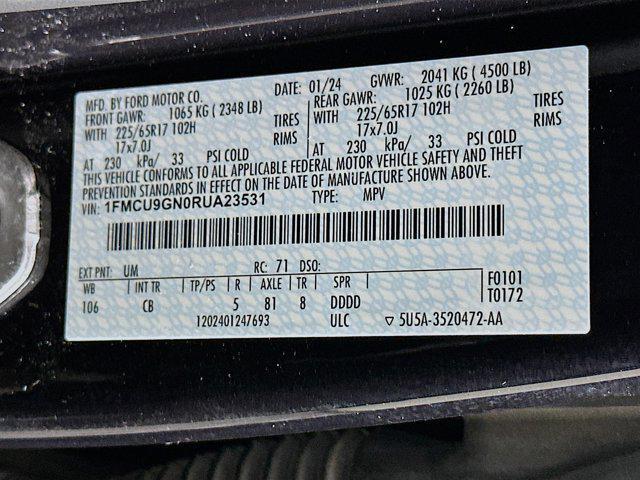 MFD. BY FORD MOTOR CO. DATE: 01/24 GVWR: 2041 KG ( 4500 LB)
FRONT GAWR: 1065 KG ( 2348 LB) REAR GAWR: 1025 KG ( 2260 LB)
WITH 225/65R17 102H TIRES WITH 225/65R17 102H TIRES
17x7.0J RIMS 17x7.0J RIMS
AT 230 kPa/ 33 PSI COLD AT 230 kPa/ 33 PSI COLD
THIS VEHICLE CONFORMS TO ALL APPLICABLE FEDERAL MOTOR VEHICLE SAFETY AND THEFT
PREVENTION STANDARDS IN EFFECT ON THE DATE OF MANUFACTURE SHOWN ABOVE.
VIN: 1FMCU9GN0RUA23531 TYPE: MPV
EXT PNT: UM RC: 71 DSO: F0101
WB INT TR TP/PS R AXLE TR SPR T0172
106 CB 5 81 8 DDDD
1202401247693 ULC ▽ 5U5A-3520472-AA